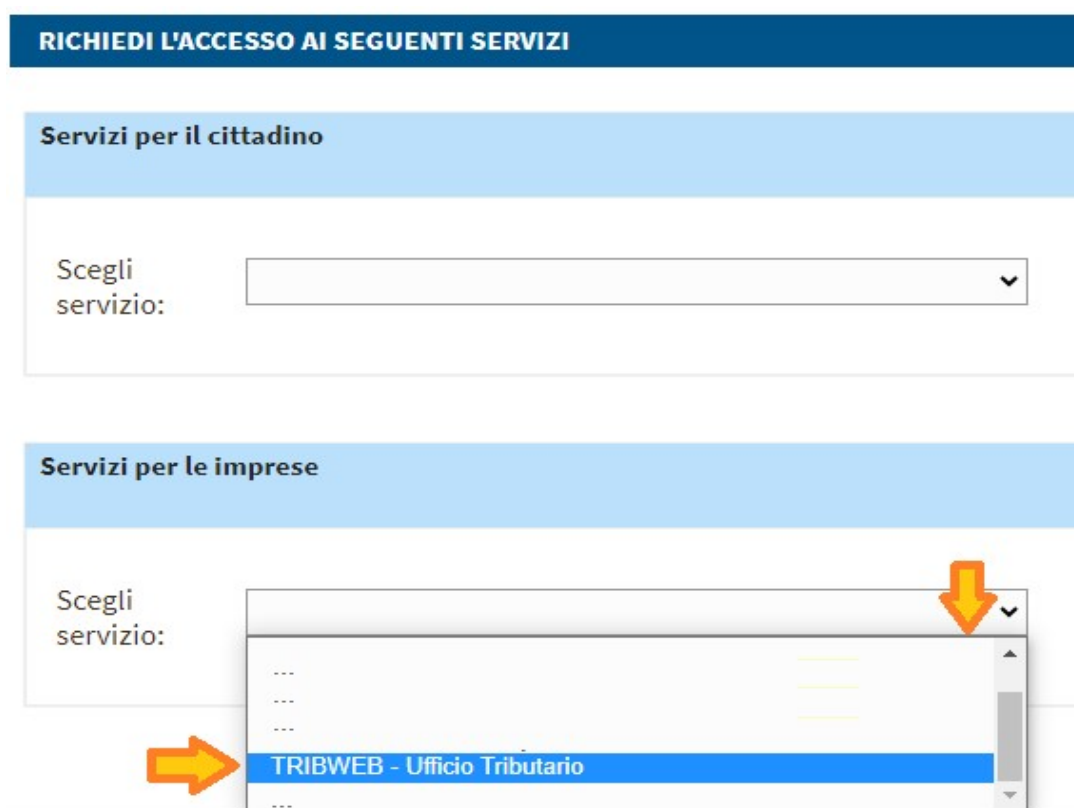 RICHIEDI L'ACCESSO AI SEGUENTI SERVIZI
Servizi per il cittadino
Scegli
servizio:
Servizi per le imprese
Scegli
servizio:
---
---
---
TRIBWEB - Ufficio Tributario
---